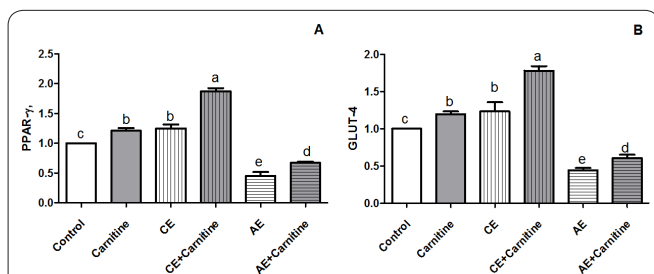 A
PPAR-γ,
2.5
2.0
1.5
1.0
0.5
0.0
c
b
b
a
e
d
Control
Carnitine
CE
CE+Carnitine
AE
AE+Carnitine
B
GLUT-4
2.0
1.5
1.0
0.5
0.0
c
b
b
a
e
d
Control
Carnitine
CE
CE+Carnitine
AE
AE+Carnitine